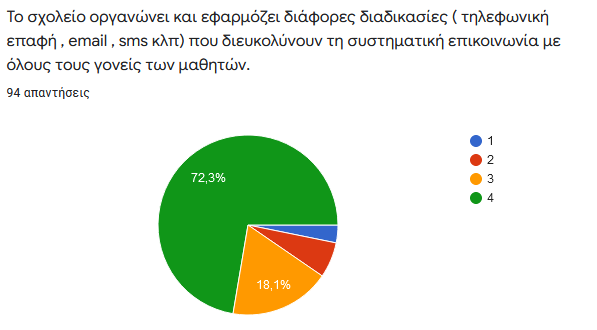 Το σχολείο οργανώνει και εφαρμόζει διάφορες διαδικασίες ( τηλεφωνική
επαφή , email , sms κλπ) που διευκολύνουν τη συστηματική επικοινωνία με
όλους τους γονείς των μαθητών.
94 απαντήσεις
1
2
3
4
72,3%
18,1%